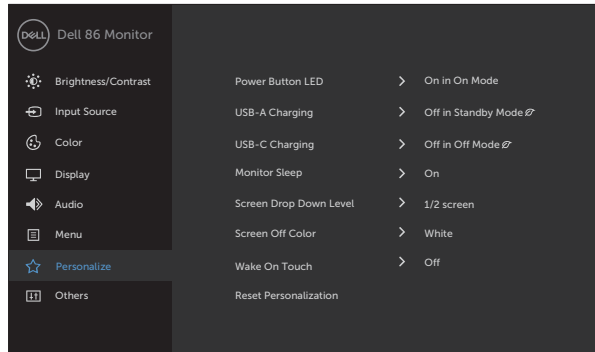 DELL Dell 86 Monitor
Brightness/Contrast
Input Source
Color
Display
Audio
Menu
Personalize
Others
Power Button LED > On in On Mode
USB-A Charging > Off in Standby Mode
USB-C Charging > Off in Off Mode
Monitor Sleep > On
Screen Drop Down Level > 1/2 screen
Screen Off Color > White
Wake On Touch > Off
Reset Personalization